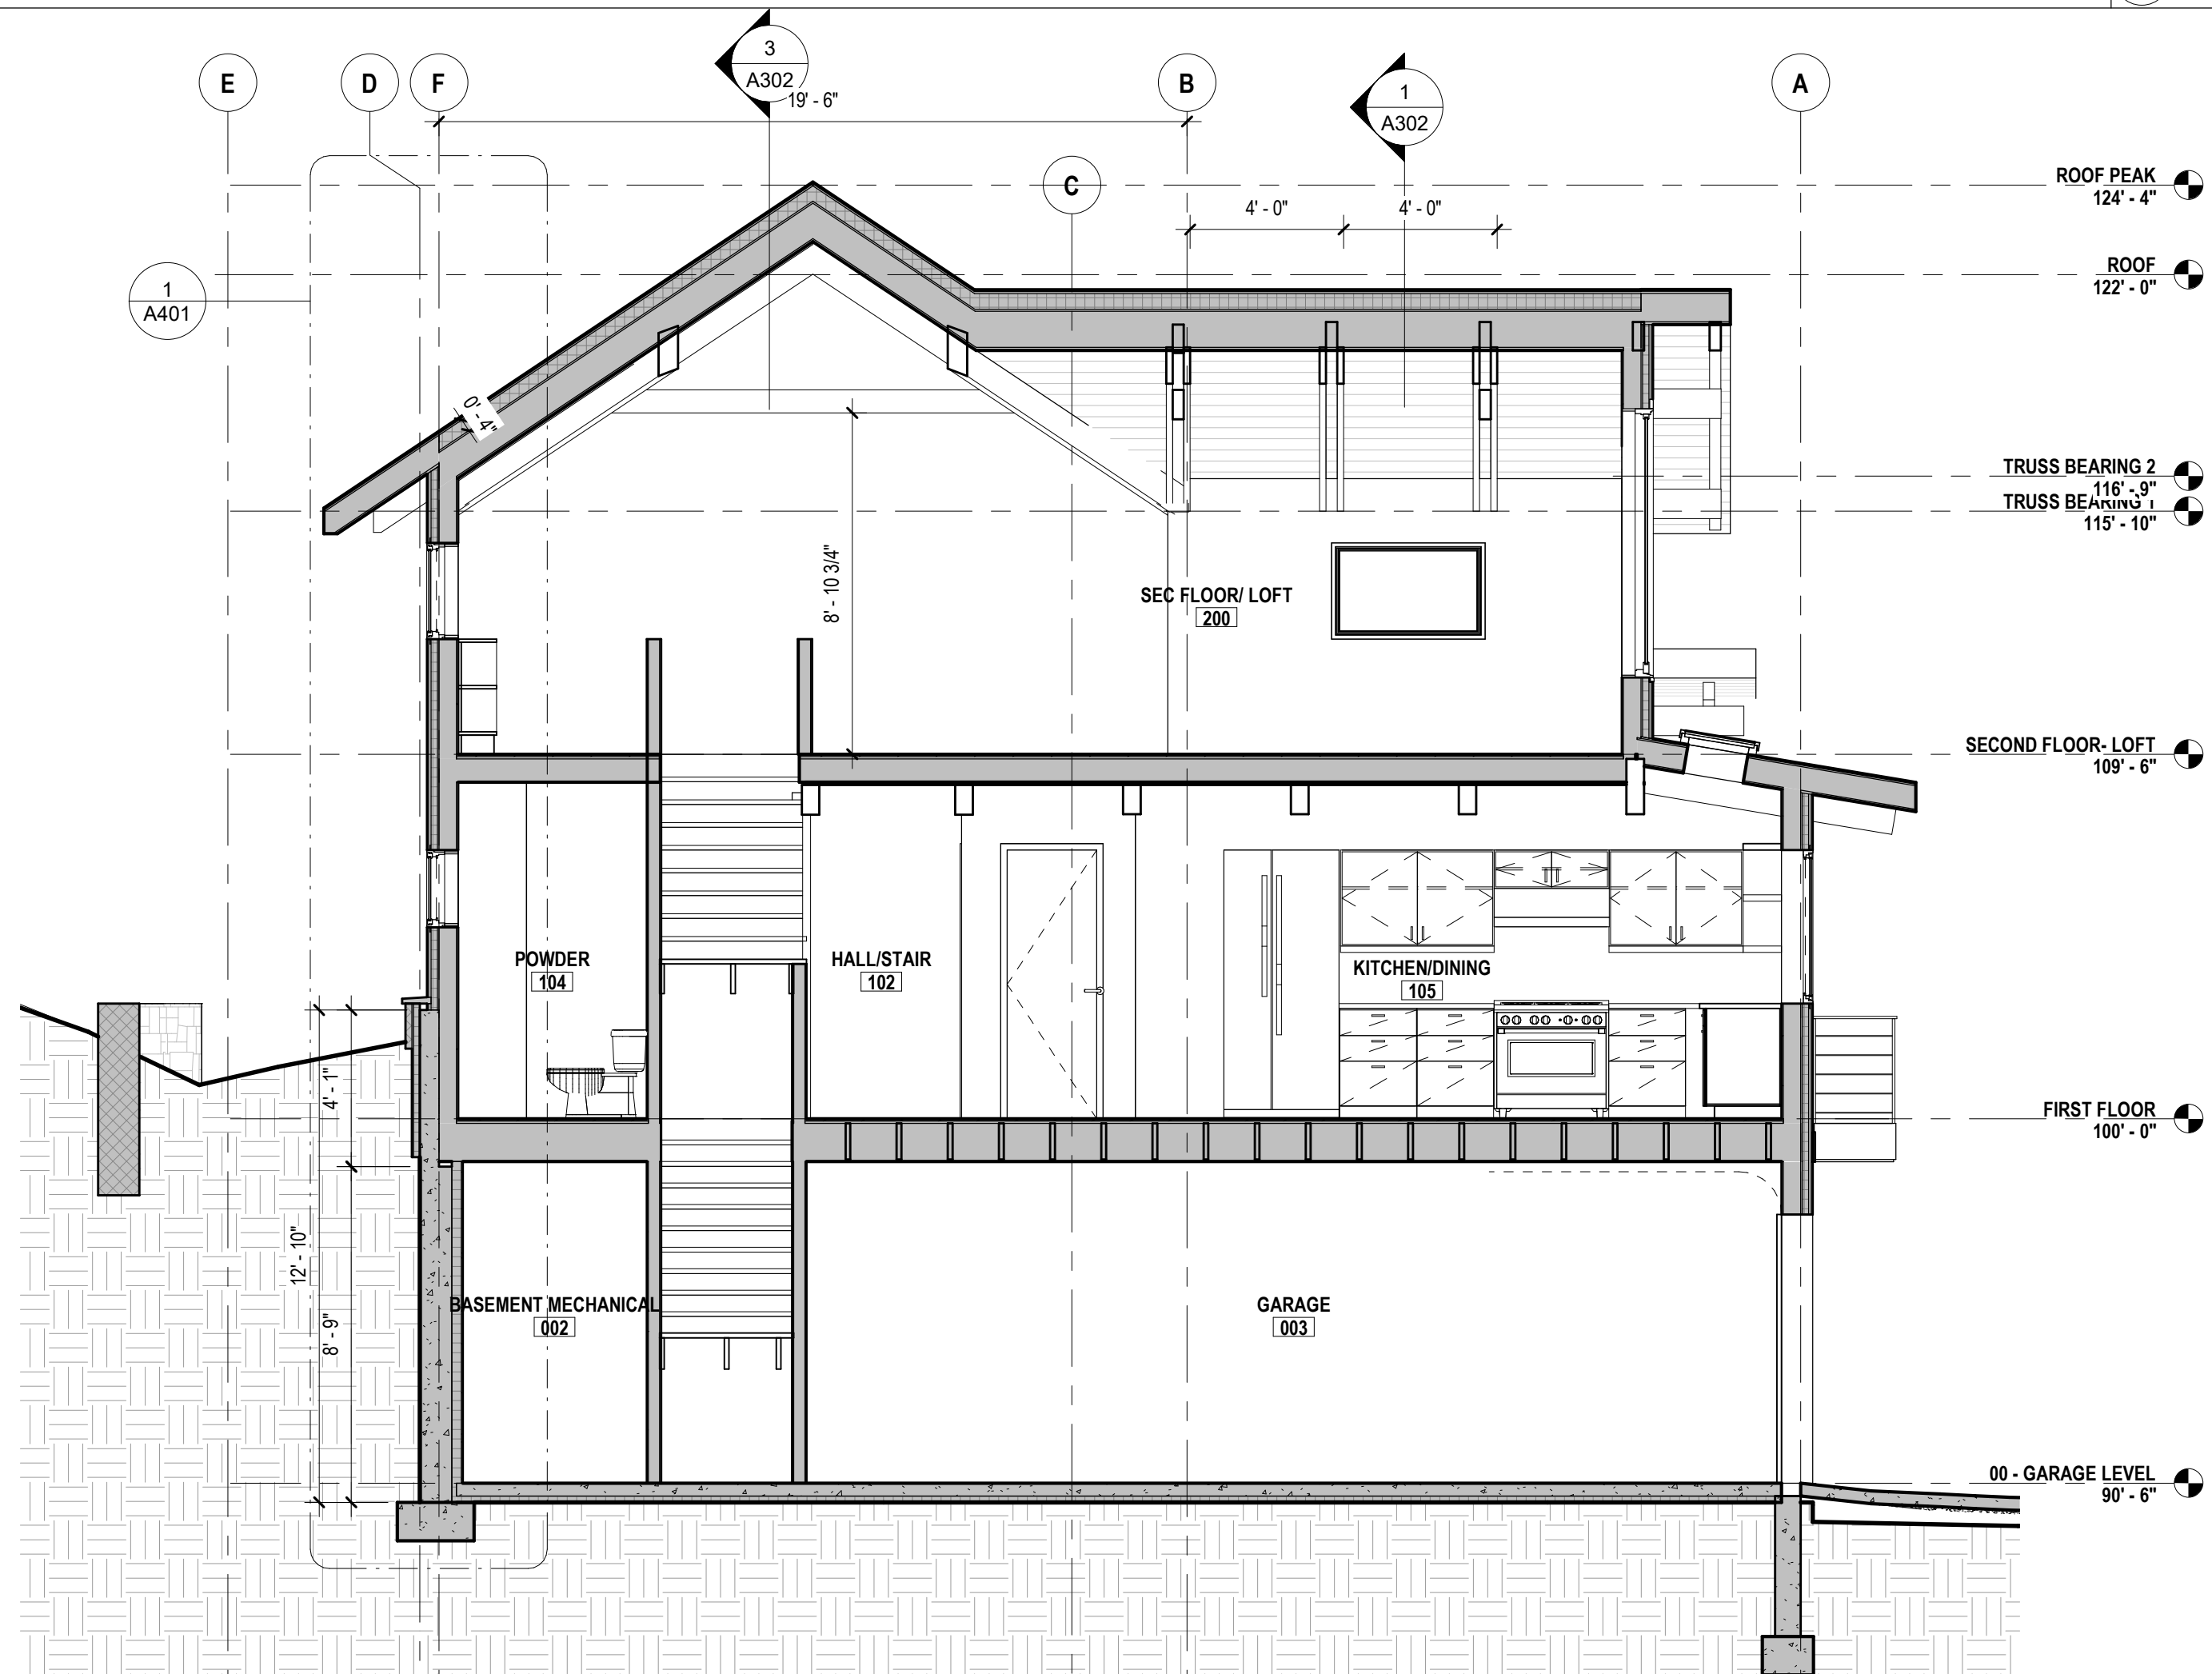 E
D
F
3
A302
19' - 6"
B
1
A302
A
C
ROOF PEAK
124' - 4"
4' - 0"
4' - 0"
ROOF
122' - 0"
1
A401
0' - 4"
TRUSS BEARING 2
116' - 9"
TRUSS BEARING 1
115' - 10"
8' - 10 3/4"
SEC FLOOR/ LOFT
200
SECOND FLOOR- LOFT
109' - 6"
POWDER
104
HALL/STAIR
102
KITCHEN/DINING
105
4' - 1"
FIRST FLOOR
100' - 0"
12' - 10"
8' - 9"
BASEMENT MECHANICAL
002
GARAGE
003
00 - GARAGE LEVEL
90' - 6"